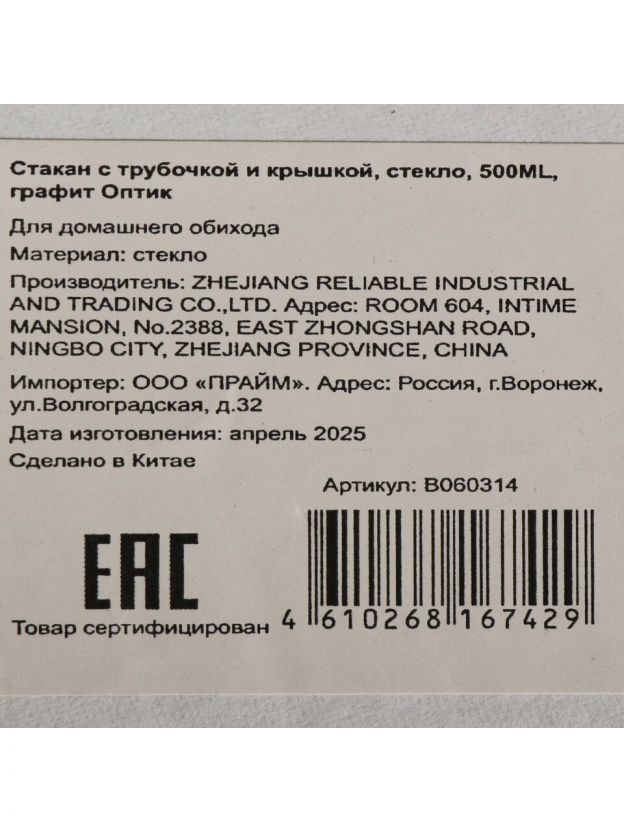 Стакан с трубочкой и крышкой, стекло, 500ML,
графит Оптик
Для домашнего обихода
Материал: стекло
Производитель: ZHEJIANG RELIABLE INDUSTRIAL
AND TRADING CO.,LTD. Адрес: ROOM 604, INTIME
MANSION, No.2388, EAST ZHONGSHAN ROAD,
NINGBO CITY, ZHEJIANG PROVINCE, CHINA
Импортер: ООО «ПРАЙМ». Адрес: Россия, г.Воронеж,
ул.Волгоградская, д.32
Дата изготовления: апрель 2025
Сделано в Китае
Артикул: B060314
EAC
Товар сертифицирован
4 610268 167429